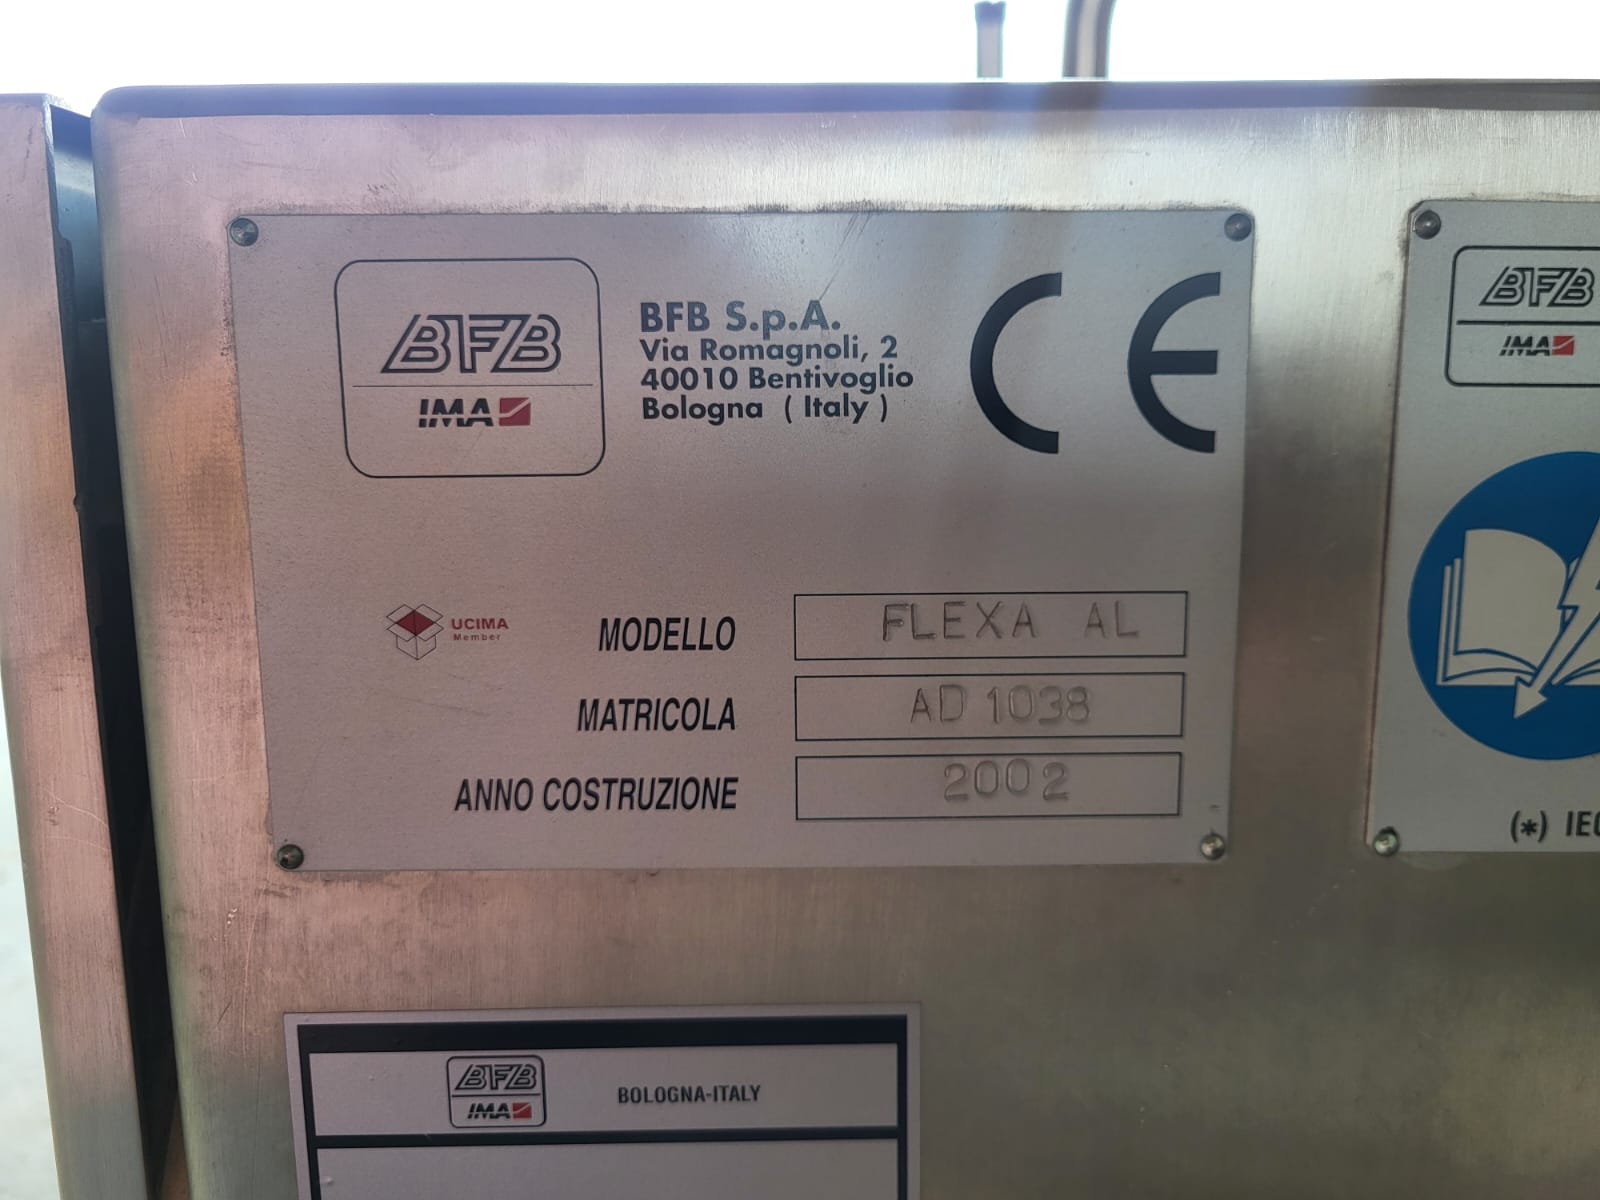 BFB
IMA
BFB S.p.A.
Via Romagnoli, 2
40010 Bentivoglio
Bologna ( Italy )
CE
UCIMA
Member
MODELLO FLEXA AL
MATRICOLA AD 1038
ANNO COSTRUZIONE 2002
BFB
IMA
(*) IEC
BFB
IMA
BOLOGNA-ITALY